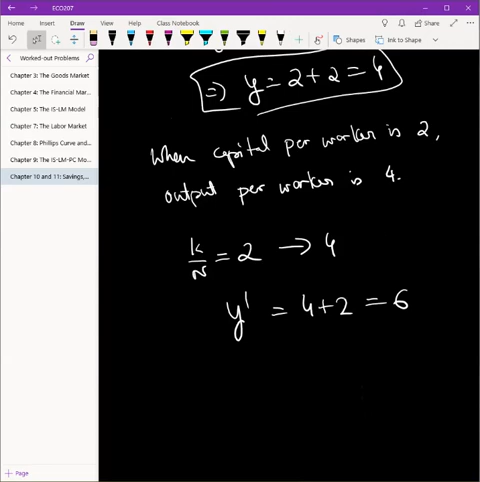 ECO207
Home
Insert
Draw
View
Help
Class Notebook
Share
Shapes
Ink to Shape
Worked-out Problems
Chapter 3: The Goods Market
Chapter 4: The Financial Mar...
Chapter 5: The IS-LM Model
Chapter 7: The Labor Market
Chapter 8: Phillips Curve and...
Chapter 9: The IS-LM-PC Mo...
Chapter 10 and 11: Savings,...
+ Page
=> y = 2 + 2 = 4
When capital per worker is 2,
output per worker is 4.
K/N = 2 → 4
y' = 4 + 2 = 6